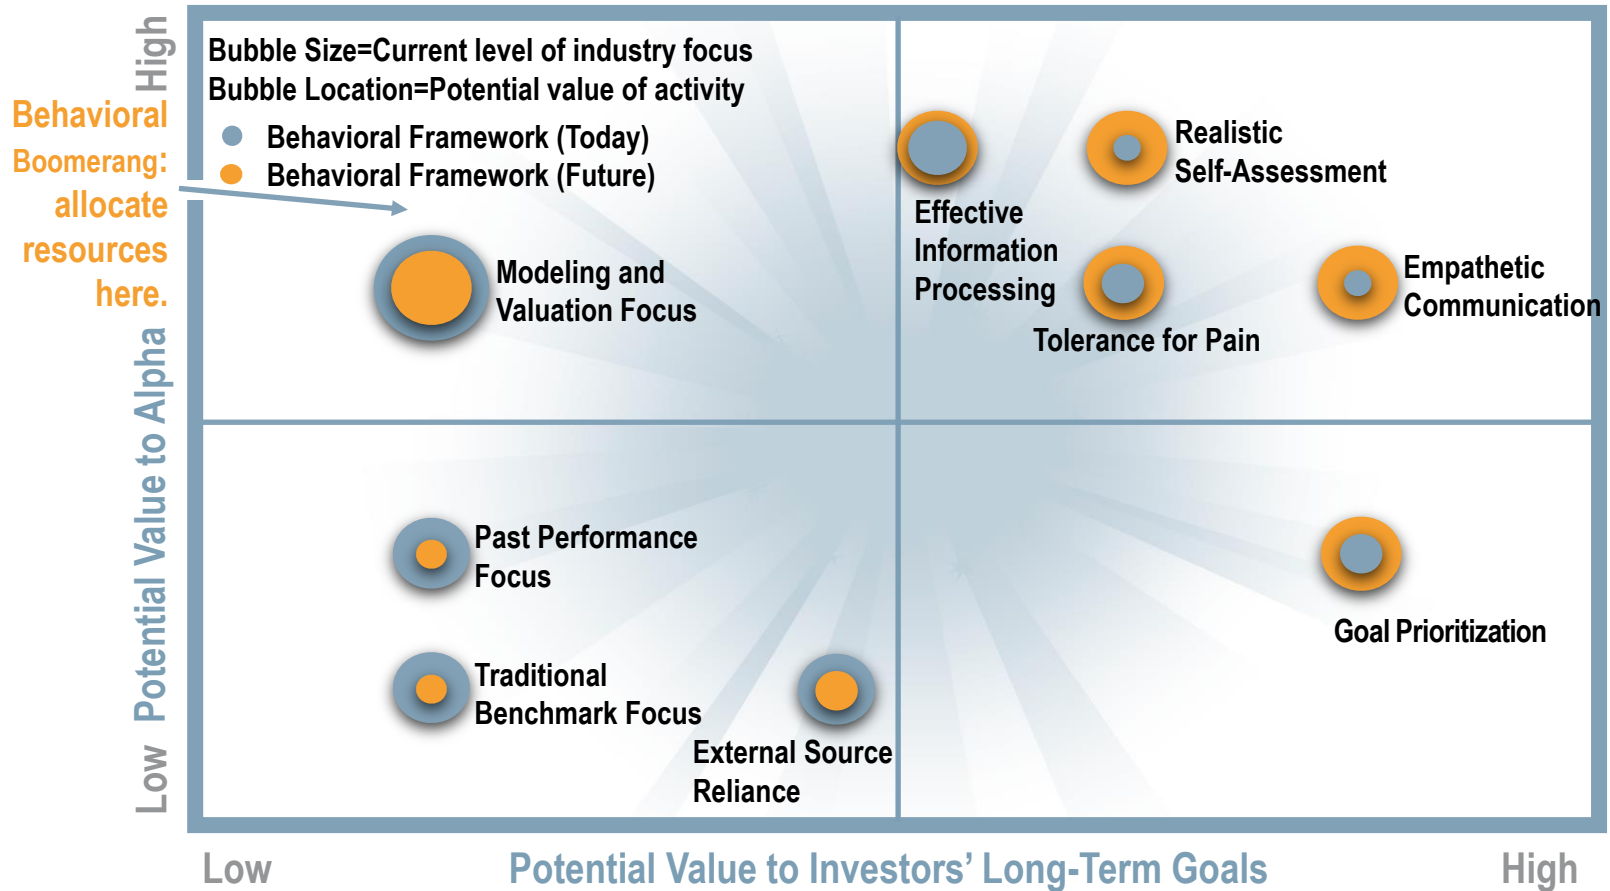 High
Bubble Size=Current level of industry focus
Bubble Location=Potential value of activity
Behavioral Framework (Today)
Behavioral Framework (Future)
Behavioral
Boomerang:
allocate
resources
here.
Realistic
Self-Assessment
Effective
Information
Processing
Modeling and
Valuation Focus
Empathetic
Communication
Tolerance for Pain
Potential Value to Alpha
Past Performance
Focus
Goal Prioritization
Traditional
Benchmark Focus
External Source
Reliance
Low
Low
Potential Value to Investors’ Long-Term Goals
High